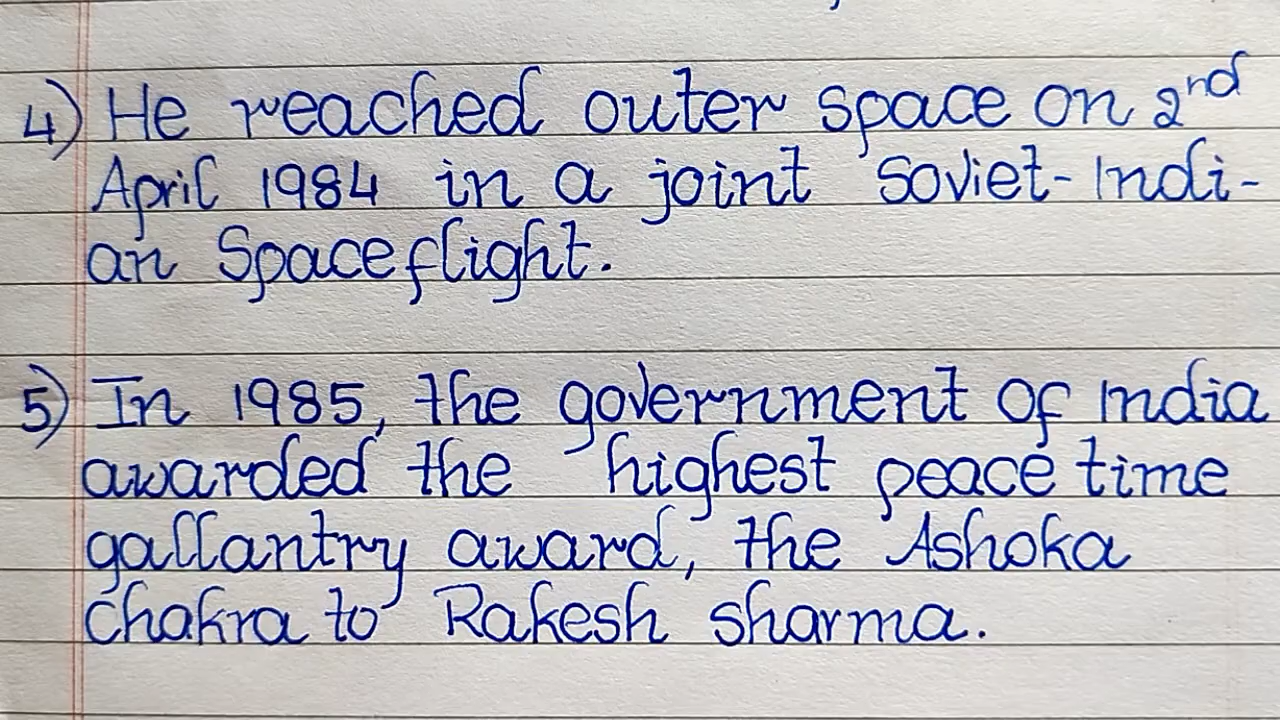 4) He reached outer space on 2nd
April 1984 in a joint Soviet-Indi-
an Spaceflight.
5) In 1985, the government of India
awarded the highest peace time
gallantry award, the Ashoka
Chakra to Rakesh sharma.